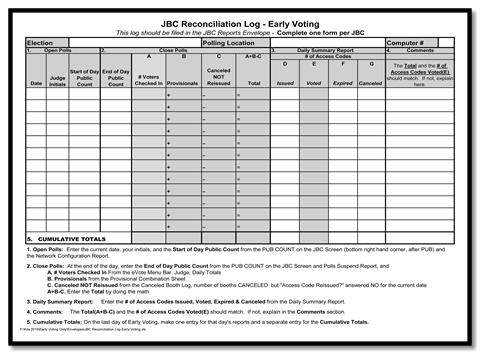 JBC Reconciliation Log - Early Voting
This log should be filed in the JBC Reports Envelope - Complete one form per JBC
Election Polling Location Computer #
1. Open Polls 2. Close Polls 3. Daily Summary Report 4. Comments
A B C A+B-C # of Access Codes
Date Judge Initials Start of Day Public Count End of Day Public Count # Voters Checked In Provisionals Canceled NOT Reissued Total D Issued E Voted F Expired G Canceled The Total and the # of Access Codes Voted(E) should match. If not, explain here.
+ – =
+ – =
+ – =
+ – =
+ – =
+ – =
+ – =
+ – =
+ – =
+ – =
+ – =
+ – =
5. CUMULATIVE TOTALS
1. Open Polls: Enter the current date, your initials, and the Start of Day Public Count from the PUB COUNT on the JBC Screen (bottom right hand corner, after PUB) and
the Network Configuration Report.
2. Close Polls: At the end of the day, enter the End of Day Public Count from the PUB COUNT on the JBC Screen and Polls Suspend Report, and
A. # Voters Checked In From the eVote Menu Bar, Judge, Daily Totals
B. Provisionals from the Provisional Combination Sheet
C. Canceled NOT Reissued from the Canceled Booth Log, number of booths CANCELED but "Access Code Reissued?" answered NO for the current date
A+B-C. Enter the Total by doing the math
3. Daily Summary Report: Enter the # of Access Codes Issued, Voted, Expired & Canceled from the Daily Summary Report.
4. Comments: The Total(A+B-C) and the # of Access Codes Voted(E) should match. If not, explain in the Comments section.
5. Cumulative Totals: On the last day of Early Voting, make one entry for that day's reports and a separate entry for the Cumulative Totals.